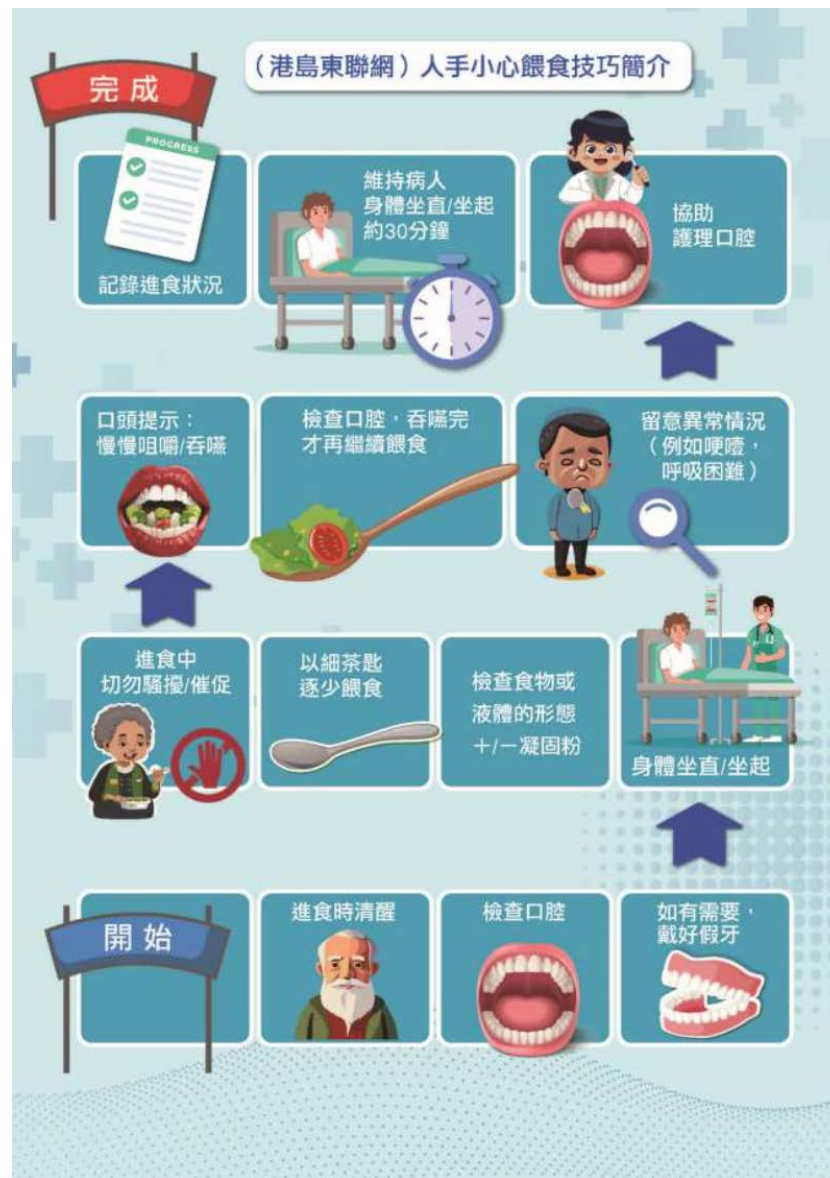 （港島東聯網）人手小心餵食技巧簡介
完成
PROGRESS
記錄進食狀況
維持病人
身體坐直/坐起
約30分鐘
協助
護理口腔
口頭提示：
慢慢咀嚼/吞嚥
檢查口腔，吞嚥完
才再繼續餵食
留意異常情況
（例如哽噎，
呼吸困難）
進食中
切勿騷擾/催促
以細茶匙
逐少餵食
檢查食物或
液體的形態
＋/－凝固粉
身體坐直/坐起
開始
進食時清醒
檢查口腔
如有需要，
戴好假牙